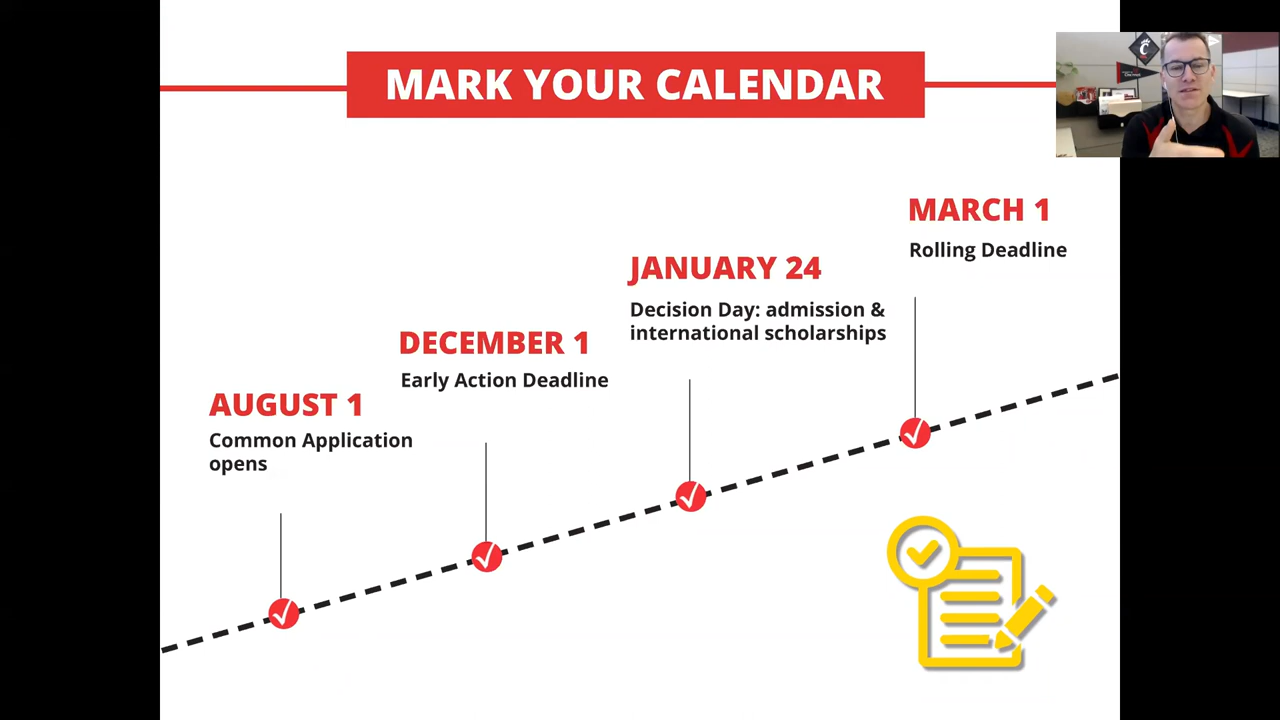 MARK YOUR CALENDAR
MARCH 1
Rolling Deadline
JANUARY 24
Decision Day: admission &
international scholarships
DECEMBER 1
Early Action Deadline
AUGUST 1
Common Application
opens